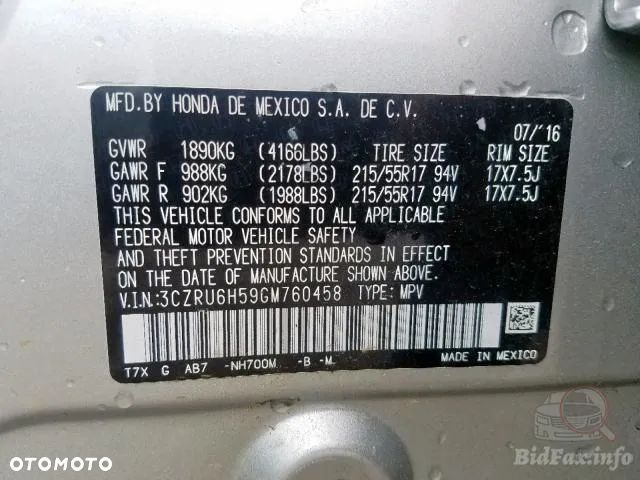 MFD.BY HONDA DE MEXICO S.A. DE C.V.
07/'16
GVWR 1890KG (4166LBS) TIRE SIZE RIM SIZE
GAWR F 988KG (2178LBS) 215/55R17 94V 17X7.5J
GAWR R 902KG (1988LBS) 215/55R17 94V 17X7.5J
THIS VEHICLE CONFORMS TO ALL APPLICABLE
FEDERAL MOTOR VEHICLE SAFETY
AND THEFT PREVENTION STANDARDS IN EFFECT
ON THE DATE OF MANUFACTURE SHOWN ABOVE.
V.I.N:3CZRU6H59GM760458 TYPE: MPV
T7X G AB7 -NH700M -B -M
MADE IN MEXICO
OTOMOTO
BidFax.info